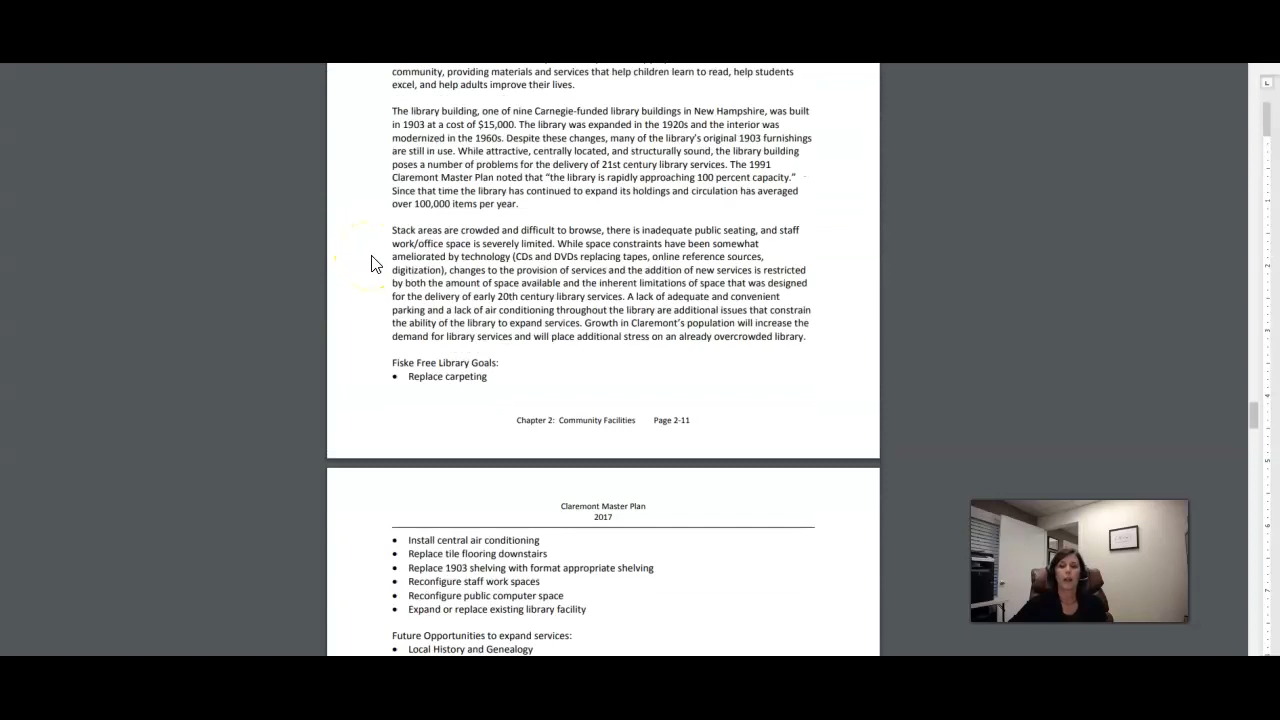 community, providing materials and services that help children learn to read, help students
excel, and help adults improve their lives.
The library building, one of nine Carnegie-funded library buildings in New Hampshire, was built
in 1903 at a cost of $15,000. The library was expanded in the 1920s and the interior was
modernized in the 1960s. Despite these changes, many of the library's original 1903 furnishings
are still in use. While attractive, centrally located, and structurally sound, the library building
poses a number of problems for the delivery of 21st century library services. The 1991
Claremont Master Plan noted that “the library is rapidly approaching 100 percent capacity.”
Since that time the library has continued to expand its holdings and circulation has averaged
over 100,000 items per year.
Stack areas are crowded and difficult to browse, there is inadequate public seating, and staff
work/office space is severely limited. While space constraints have been somewhat
ameliorated by technology (CDs and DVDs replacing tapes, online reference sources,
digitization), changes to the provision of services and the addition of new services is restricted
by both the amount of space available and the inherent limitations of space that was designed
for the delivery of early 20th century library services. A lack of adequate and convenient
parking and a lack of air conditioning throughout the library are additional issues that constrain
the ability of the library to expand services. Growth in Claremont's population will increase the
demand for library services and will place additional stress on an already overcrowded library.
Fiske Free Library Goals:
• Replace carpeting
Chapter 2: Community Facilities Page 2-11
Claremont Master Plan
2017
• Install central air conditioning
• Replace tile flooring downstairs
• Replace 1903 shelving with format appropriate shelving
• Reconfigure staff work spaces
• Reconfigure public computer space
• Expand or replace existing library facility
Future Opportunities to expand services:
• Local History and Genealogy